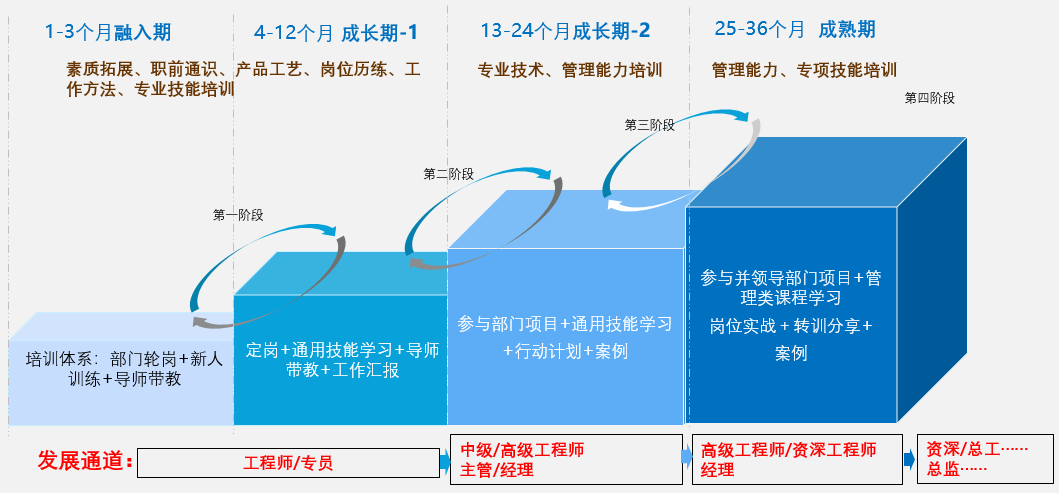 1-3个月融入期
4-12个月 成长期-1
13-24个月成长期-2
25-36个月 成熟期
素质拓展、职前通识、产品工艺、岗位历练、工
作方法、专业技能培训
专业技术、管理能力培训
管理能力、专项技能培训
第一阶段
第二阶段
第三阶段
第四阶段
培训体系：部门轮岗+新人
训练+导师带教
定岗+通用技能学习+导师
带教+工作汇报
参与部门项目+通用技能学习
+行动计划+案例
参与并领导部门项目+管
理类课程学习
岗位实战+转训分享+
案例
发展通道：
工程师/专员
中级/高级工程师
主管/经理
高级工程师/资深工程师
经理
资深/总工……
总监……